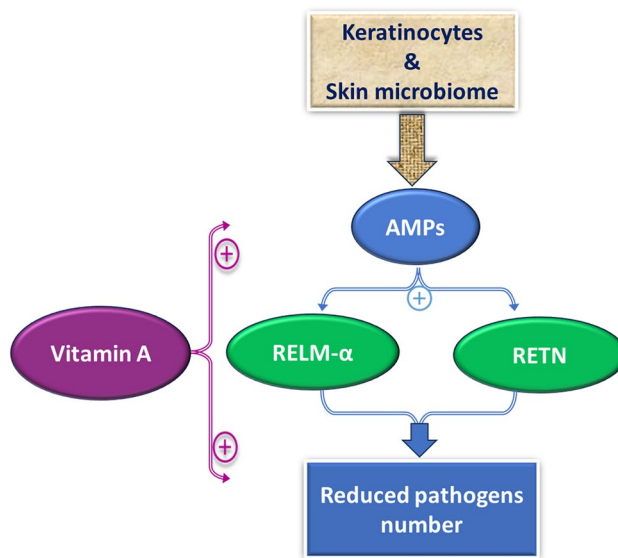 Keratinocytes
&
Skin microbiome
AMPs
+
+
Vitamin A
RELM-α
RETN
+
Reduced pathogens
number